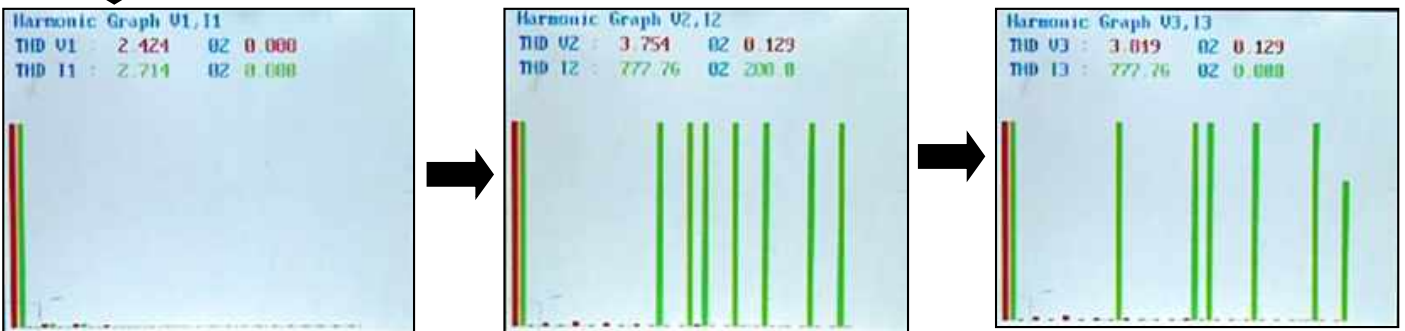 Harmonic Graph V1,I1
THD V1 : 2.424 02 0.000
THD I1 : 2.714 02 0.000
Harmonic Graph V2,I2
THD V2 : 3.754 02 0.129
THD I2 : 777.76 02 200.0
Harmonic Graph V3,I3
THD V3 : 3.819 02 0.129
THD I3 : 777.76 02 0.000